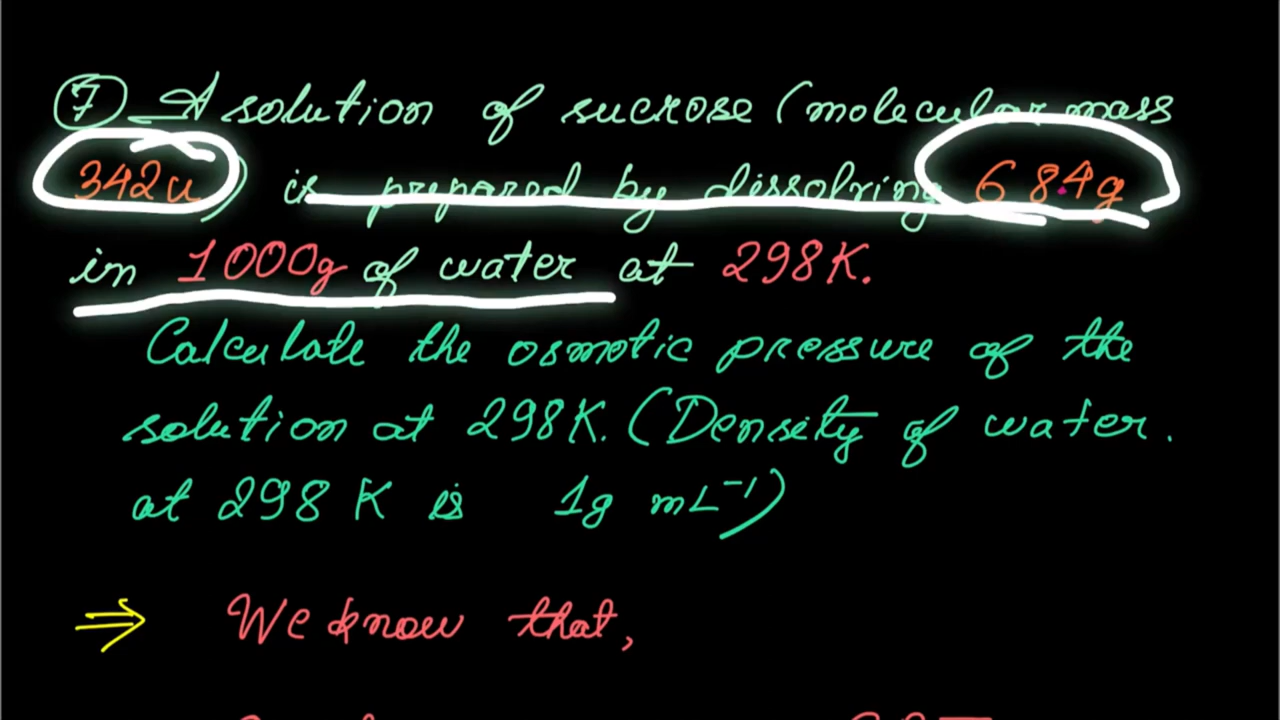 ⑦ A solution of sucrose (molecular mass
342u) is prepared by dissolving 68.4g
in 1000g of water at 298K.
Calculate the osmotic pressure of the
solution at 298K. (Density of water.
at 298 K is 1g mL⁻¹)
⇒ We know that,